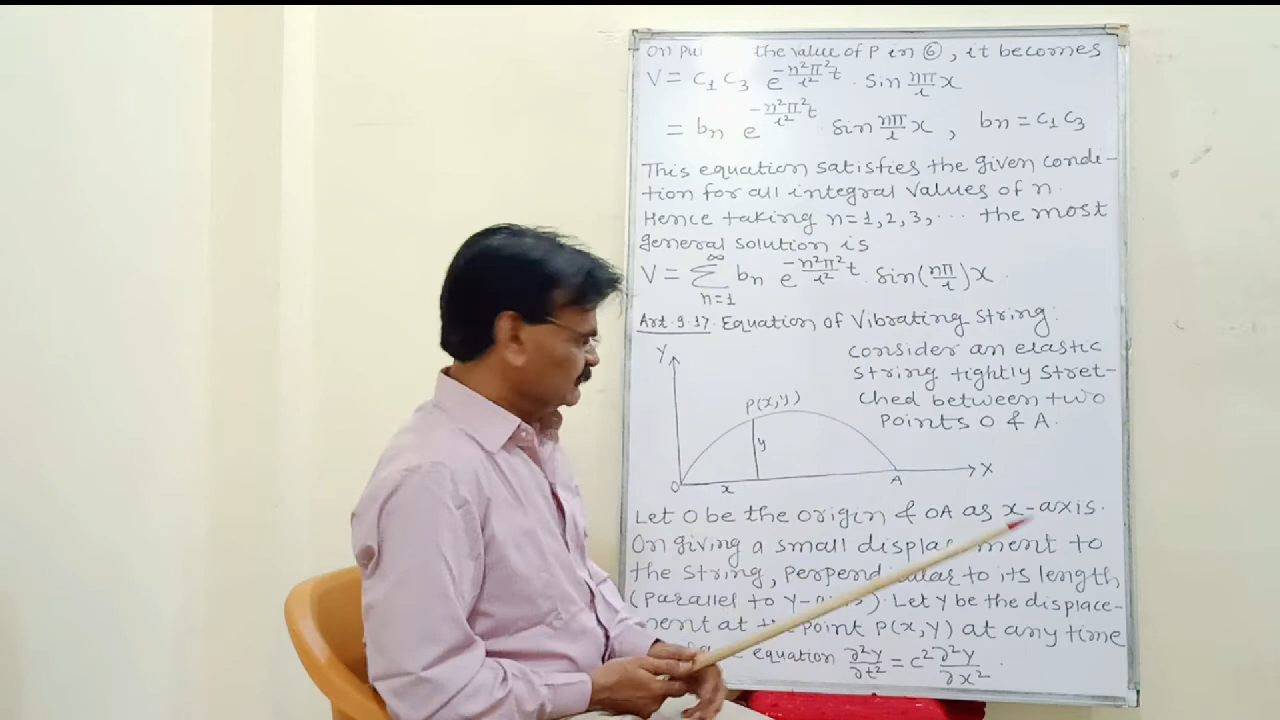 On pu the value of P in ⑥, it becomes
V = C₁ C₃ e^(-n²π²/l² t) . sin nπ/l x
= bn e^(-n²π²/l² t) sin nπ/l x , bn = C₁ C₃
This equation satisfies the given condi-
tion for all integral values of n.
Hence taking n=1,2,3,... the most
general solution is
V = ∑_(n=1)^∞ bn e^(-n²π²/l² t) . sin(nπ/l)x .
Art. 9.17. Equation of Vibrating String:
Consider an elastic
string tightly stret-
ched between two
points O & A.
Y
P(x,y)
y
X
O
x
A
Let O be the origin & OA as x-axis.
On giving a small displacement to
the string, perpendicular to its length
(Parallel to Y- ). Let Y be the displace-
ment at point P(x,y) at any time
equation ∂²y/∂t² = c² ∂²y/∂x² .